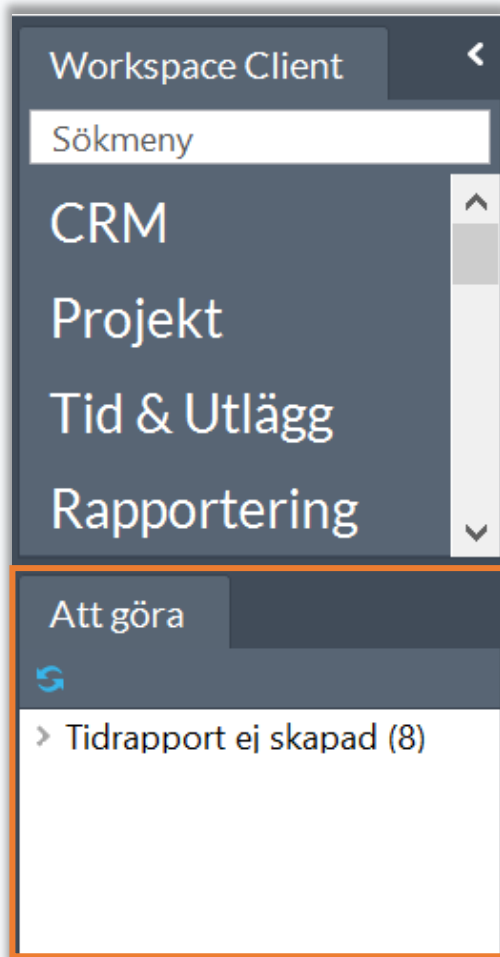 Workspace Client
Sökmeny
CRM
Projekt
Tid & Utlägg
Rapportering
Att göra
Tidrapport ej skapad (8)